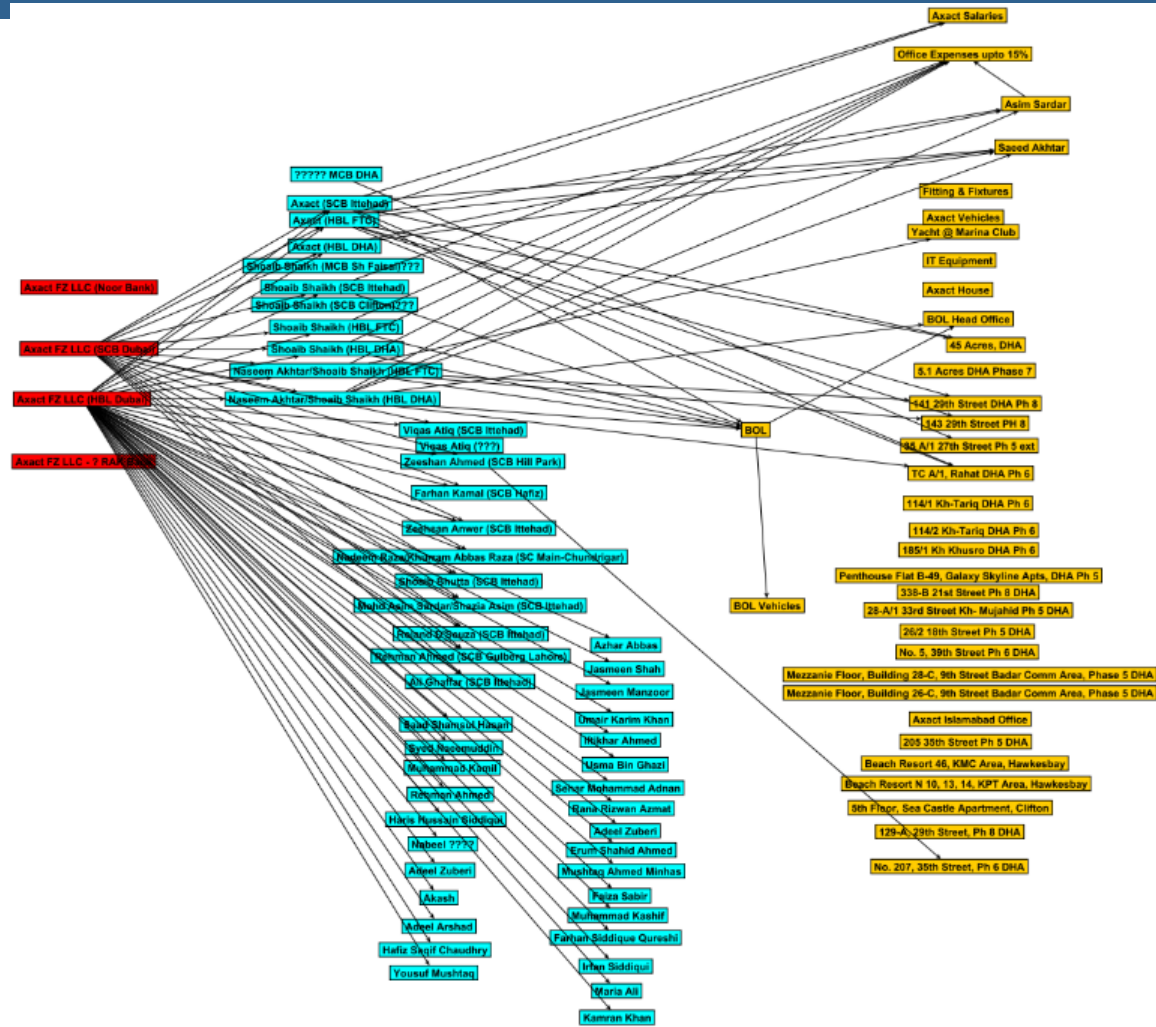 Axact FZ LLC (Noor Bank)
Axact FZ LLC (SCB Dubai)
Axact FZ LLC (HBL Dubai)
Axact FZ LLC - ? RAK Bank
????? MCB DHA
Axact (SCB Ittehad)
Axact (HBL FTC)
Axact (HBL DHA)
Shoaib Shaikh (MCB Sh Faisal)???
Shoaib Shaikh (SCB Ittehad)
Shoaib Shaikh (SCB Clifton)???
Shoaib Shaikh (HBL FTC)
Shoaib Shaikh (HBL DHA)
Naseem Akhtar/Shoaib Shaikh (HBL FTC)
Naseem Akhtar/Shoaib Shaikh (HBL DHA)
Viqas Atiq (SCB Ittehad)
Viqas Atiq (???)
Zeeshan Ahmed (SCB Hill Park)
Farhan Kamal (SCB Hafiz)
Zeehsan Anwer (SCB Ittehad)
Nadeem Raza/Khurram Abbas Raza (SC Main-Chundrigar)
Shoaib Bhutta (SCB Ittehad)
Mohd Asim Sardar/Shazia Asim (SCB Ittehad)
Roland D'Souza (SCB Ittehad)
Rehman Ahmed (SCB Gulberg Lahore)
Ali Ghaffar (SCB Ittehad)
Saad Shamsul Hasan
Syed Naeemuddin
Muhammad Kamil
Rehman Ahmed
Haris Hussain Siddiqui
Nabeel ????
Adeel Zuberi
Akash
Adeel Arshad
Hafiz Saqif Chaudhry
Yousuf Mushtaq
Azhar Abbas
Jasmeen Shah
Jasmeen Manzoor
Umair Karim Khan
Iftikhar Ahmed
Usma Bin Ghazi
Sehar Mohammad Adnan
Rana Rizwan Azmat
Adeel Zuberi
Erum Shahid Ahmed
Mushtaq Ahmed Minhas
Faiza Sabir
Muhammad Kashif
Farhan Siddique Qureshi
Irfan Siddiqui
Maria Ali
Kamran Khan
BOL
BOL Vehicles
Axact Salaries
Office Expenses upto 15%
Asim Sardar
Saeed Akhtar
Fitting & Fixtures
Axact Vehicles
Yacht @ Marina Club
IT Equipment
Axact House
BOL Head Office
45 Acres, DHA
5.1 Acres DHA Phase 7
141 29th Street DHA Ph 8
143 29th Street PH 8
A/1 27th Street Ph 5 ext
TC A/1, Rahat DHA Ph 6
114/1 Kh-Tariq DHA Ph 6
114/2 Kh-Tariq DHA Ph 6
185/1 Kh Khusro DHA Ph 6
Penthouse Flat B-49, Galaxy Skyline Apts, DHA Ph 5
338-B 21st Street Ph 8 DHA
28-A/1 33rd Street Kh- Mujahid Ph 5 DHA
26/2 18th Street Ph 5 DHA
No. 5, 39th Street Ph 6 DHA
Mezzanie Floor, Building 28-C, 9th Street Badar Comm Area, Phase 5 DHA
Mezzanie Floor, Building 26-C, 9th Street Badar Comm Area, Phase 5 DHA
Axact Islamabad Office
205 35th Street Ph 5 DHA
Beach Resort 46, KMC Area, Hawkesbay
Beach Resort N 10, 13, 14, KPT Area, Hawkesbay
5th Floor, Sea Castle Apartment, Clifton
129-A, 29th Street, Ph 8 DHA
No. 207, 35th Street, Ph 6 DHA